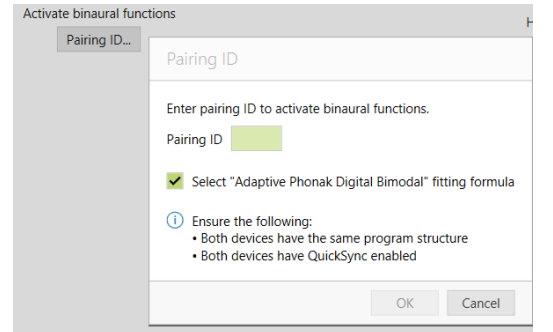 Activate binaural functions
H
Pairing ID...
Pairing ID
Enter pairing ID to activate binaural functions.
Pairing ID
Select "Adaptive Phonak Digital Bimodal" fitting formula
Ensure the following:
• Both devices have the same program structure
• Both devices have QuickSync enabled
OK Cancel